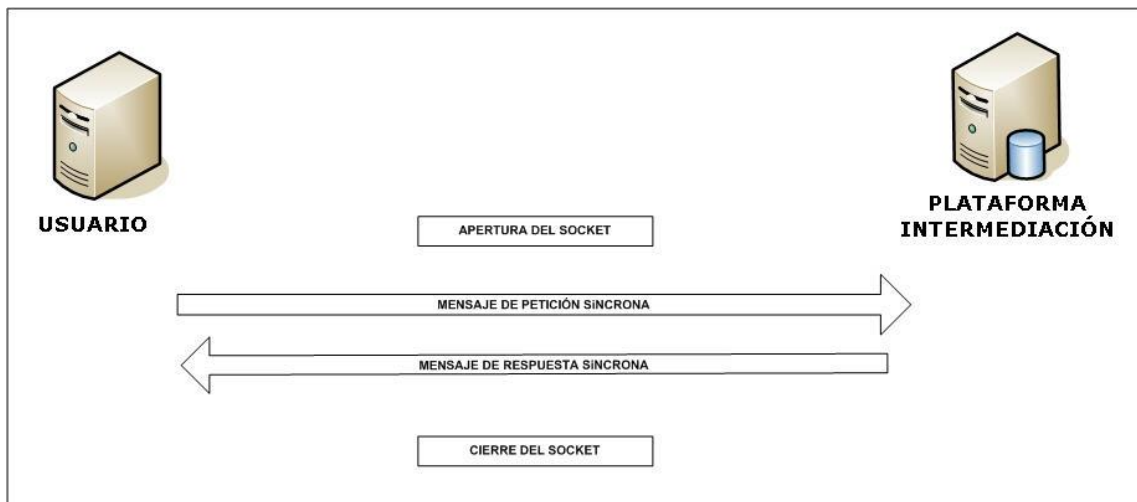 USUARIO
PLATAFORMA
INTERMEDIACIÓN
APERTURA DEL SOCKET
MENSAJE DE PETICIÓN SíNCRONA
MENSAJE DE RESPUESTA SíNCRONA
CIERRE DEL SOCKET